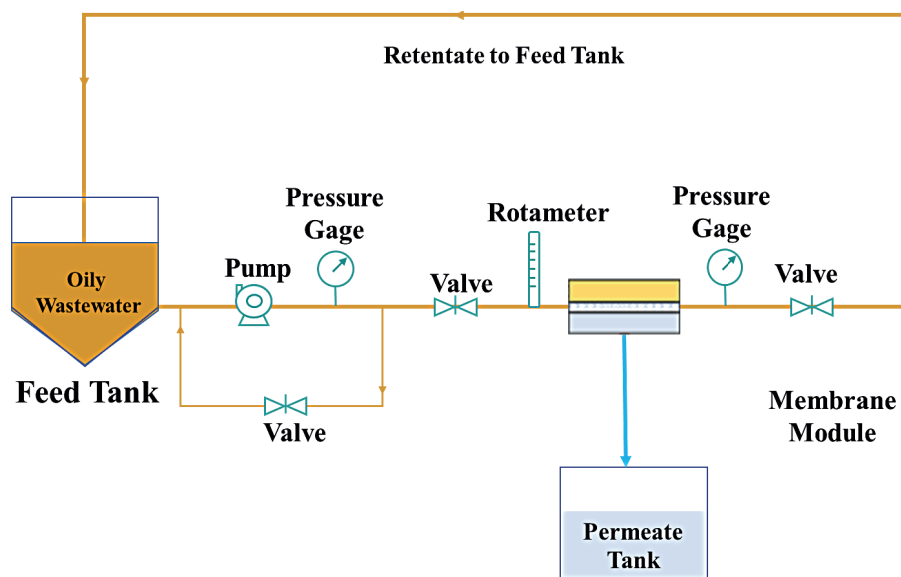 Retentate to Feed Tank
Pressure
Gage
Pressure
Gage
Rotameter
Pump
Valve
Valve
Oily
Wastewater
Feed Tank
Valve
Membrane
Module
Permeate
Tank